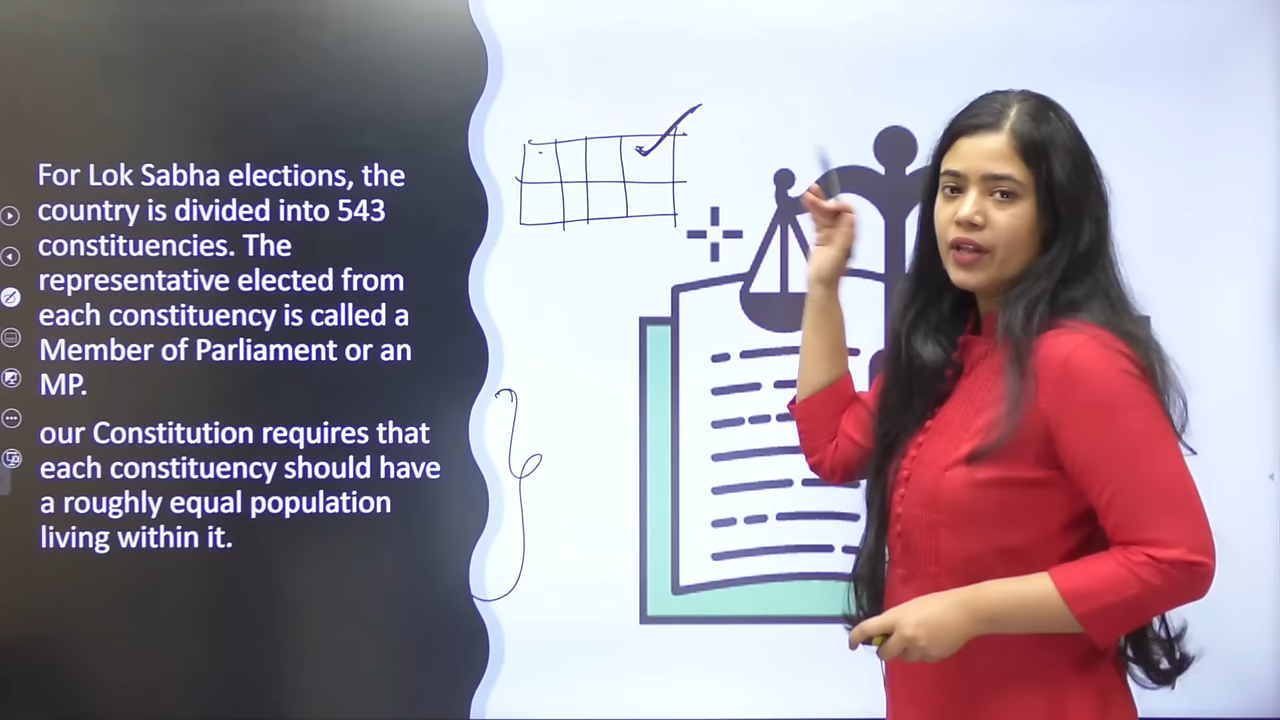 For Lok Sabha elections, the
country is divided into 543
constituencies. The
representative elected from
each constituency is called a
Member of Parliament or an
MP.
our Constitution requires that
each constituency should have
a roughly equal population
living within it.